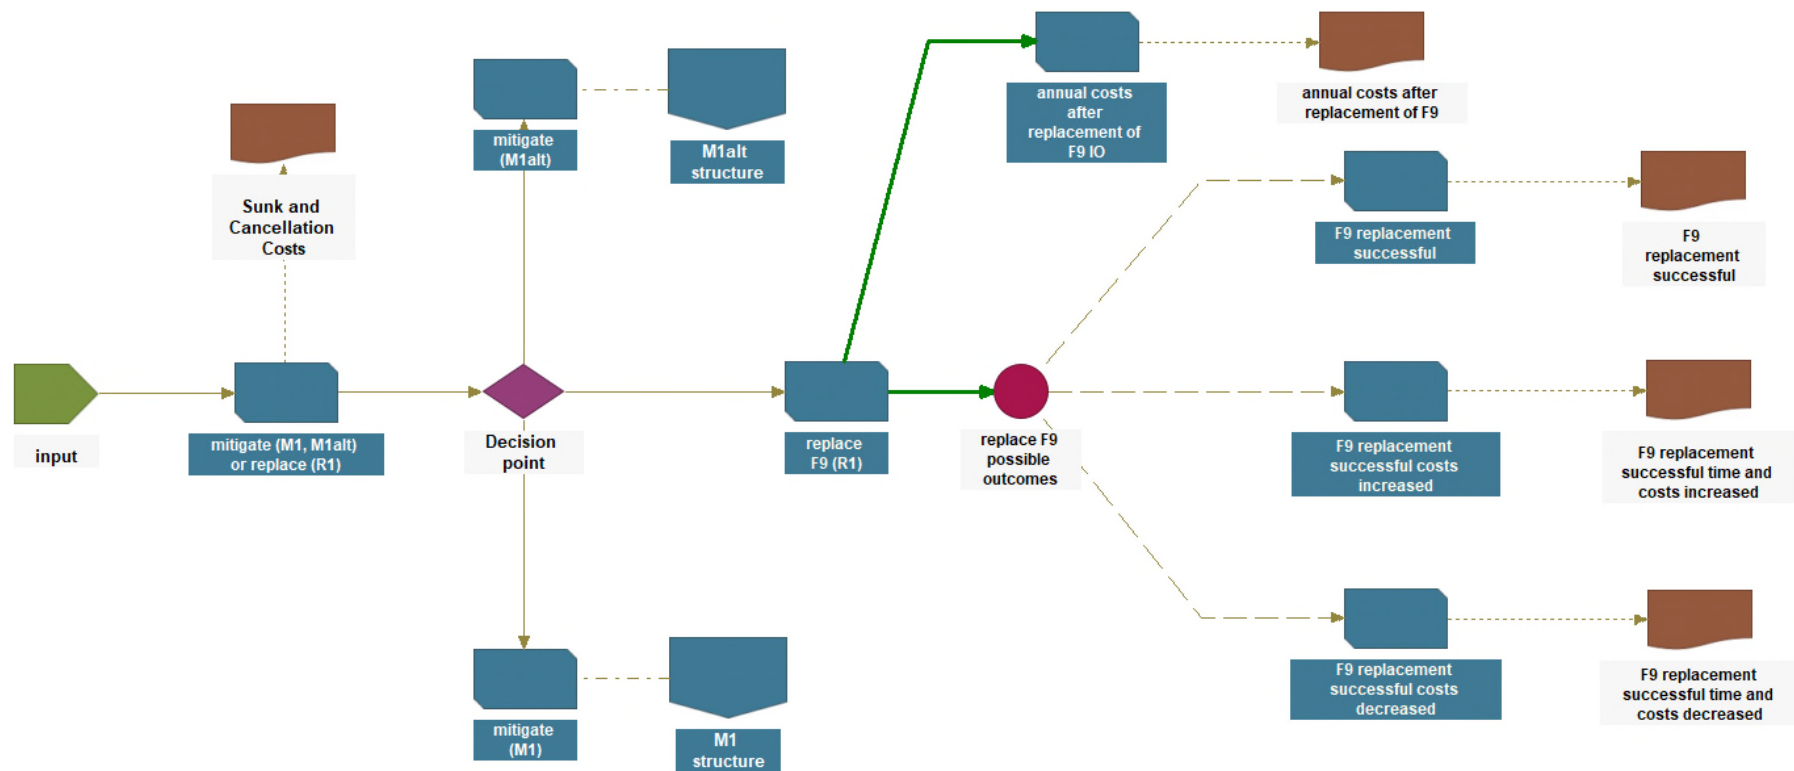 annual costs
after
replacement of
F9 IO
annual costs after
replacement of F9
mitigate
(M1alt)
M1alt
structure
Sunk and
Cancellation
Costs
F9 replacement
successful
F9
replacement
successful
input
mitigate (M1, M1alt)
or replace (R1)
Decision
point
replace
F9 (R1)
replace F9
possible
outcomes
F9 replacement
successful costs
increased
F9 replacement
successful time and
costs increased
mitigate
(M1)
M1
structure
F9 replacement
successful costs
decreased
F9 replacement
successful time and
costs decreased